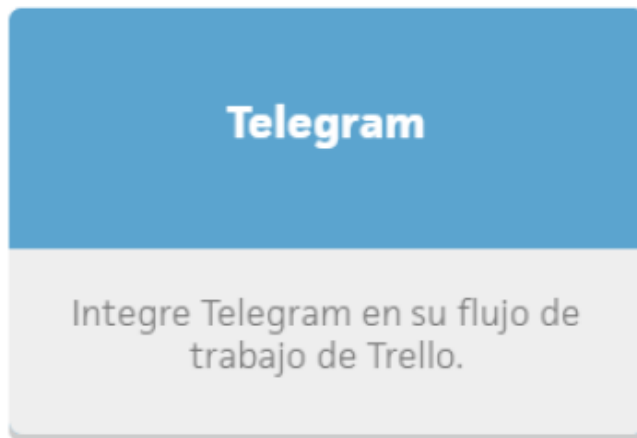 Telegram
Integre Telegram en su flujo de
trabajo de Trello.